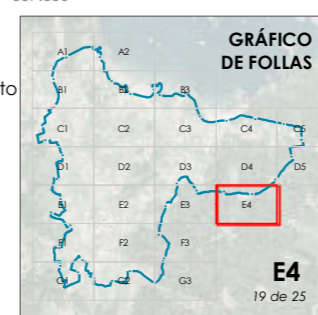 GRÁFICO
DE FOLLAS
to
A1 A2
B1 B2 B3
C1 C2 C3 C4 C5
D1 D2 D3 D4 D5
E1 E2 E3 E4
F1 F2 F3
G1 G2 G3
E4
19 de 25